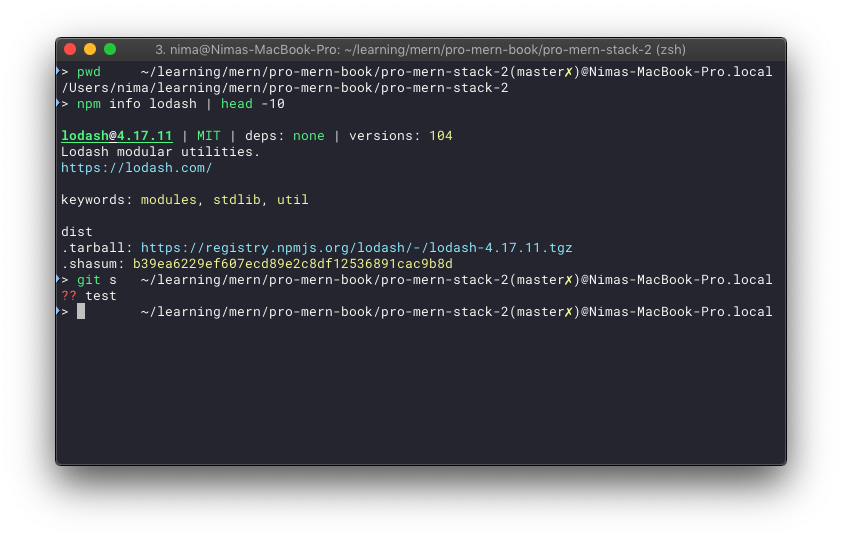 3. nima@Nimas-MacBook-Pro: ~/learning/mern/pro-mern-book/pro-mern-stack-2 (zsh)
> pwd ~/learning/mern/pro-mern-book/pro-mern-stack-2(master✗)@Nimas-MacBook-Pro.local
/Users/nima/learning/mern/pro-mern-book/pro-mern-stack-2
> npm info lodash | head -10
lodash@4.17.11 | MIT | deps: none | versions: 104
Lodash modular utilities.
https://lodash.com/
keywords: modules, stdlib, util
dist
.tarball: https://registry.npmjs.org/lodash/-/lodash-4.17.11.tgz
.shasum: b39ea6229ef607ecd89e2c8df12536891cac9b8d
> git s ~/learning/mern/pro-mern-book/pro-mern-stack-2(master✗)@Nimas-MacBook-Pro.local
?? test
> ~/learning/mern/pro-mern-book/pro-mern-stack-2(master✗)@Nimas-MacBook-Pro.local